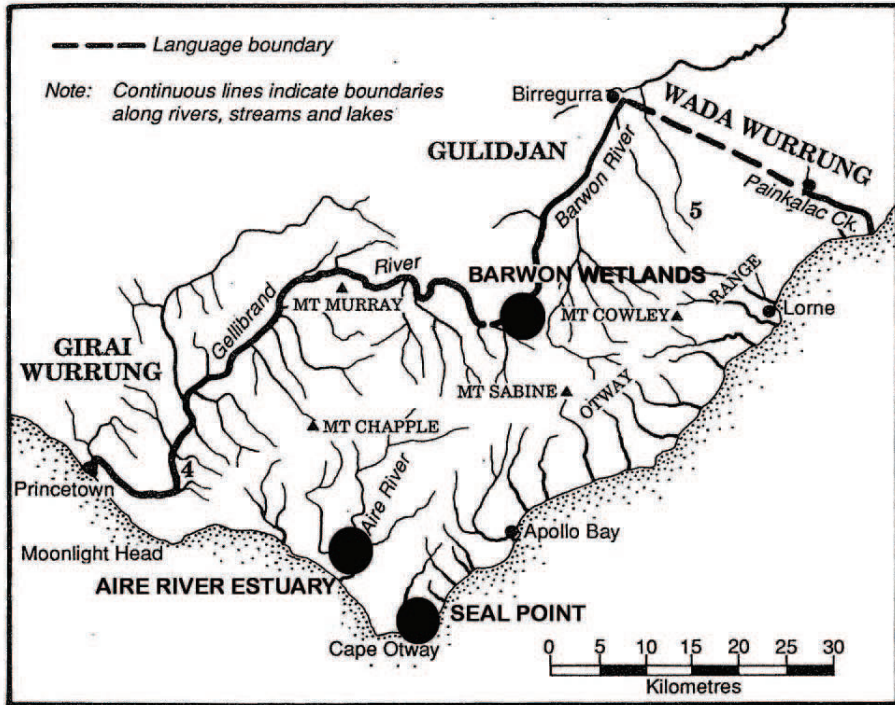 Language boundary
Note: Continuous lines indicate boundaries
along rivers, streams and lakes
Birregurra
WADA WURRUNG
GULIDJAN
Barwon River
5
Painkalac Ck.
River
BARWON WETLANDS
RANGE
Gellibrand
MT MURRAY
MT COWLEY
Lorne
GIRAI
WURRUNG
MT SABINE
OTWAY
MT CHAPPLE
4
Princetown
Aire River
Apollo Bay
Moonlight Head
AIRE RIVER ESTUARY
SEAL POINT
Cape Otway
0 5 10 15 20 25 30
Kilometres